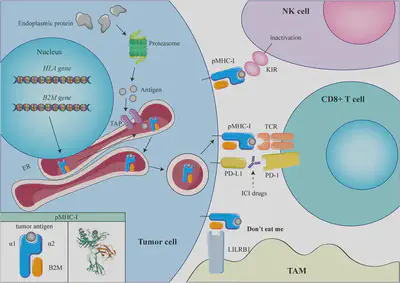 Endoplasmic protein
Proteasome
Nucleus
HLA gene
B2M gene
Antigen
TAP
ER
pMHC-I
tumor antigen
α1
α2
B2M
Tumor cell
NK cell
inactivation
pMHC-I
KIR
CD8+ T cell
pMHC-I
TCR
PD-L1
PD-1
ICI drugs
Don't eat me
LILRB1
TAM